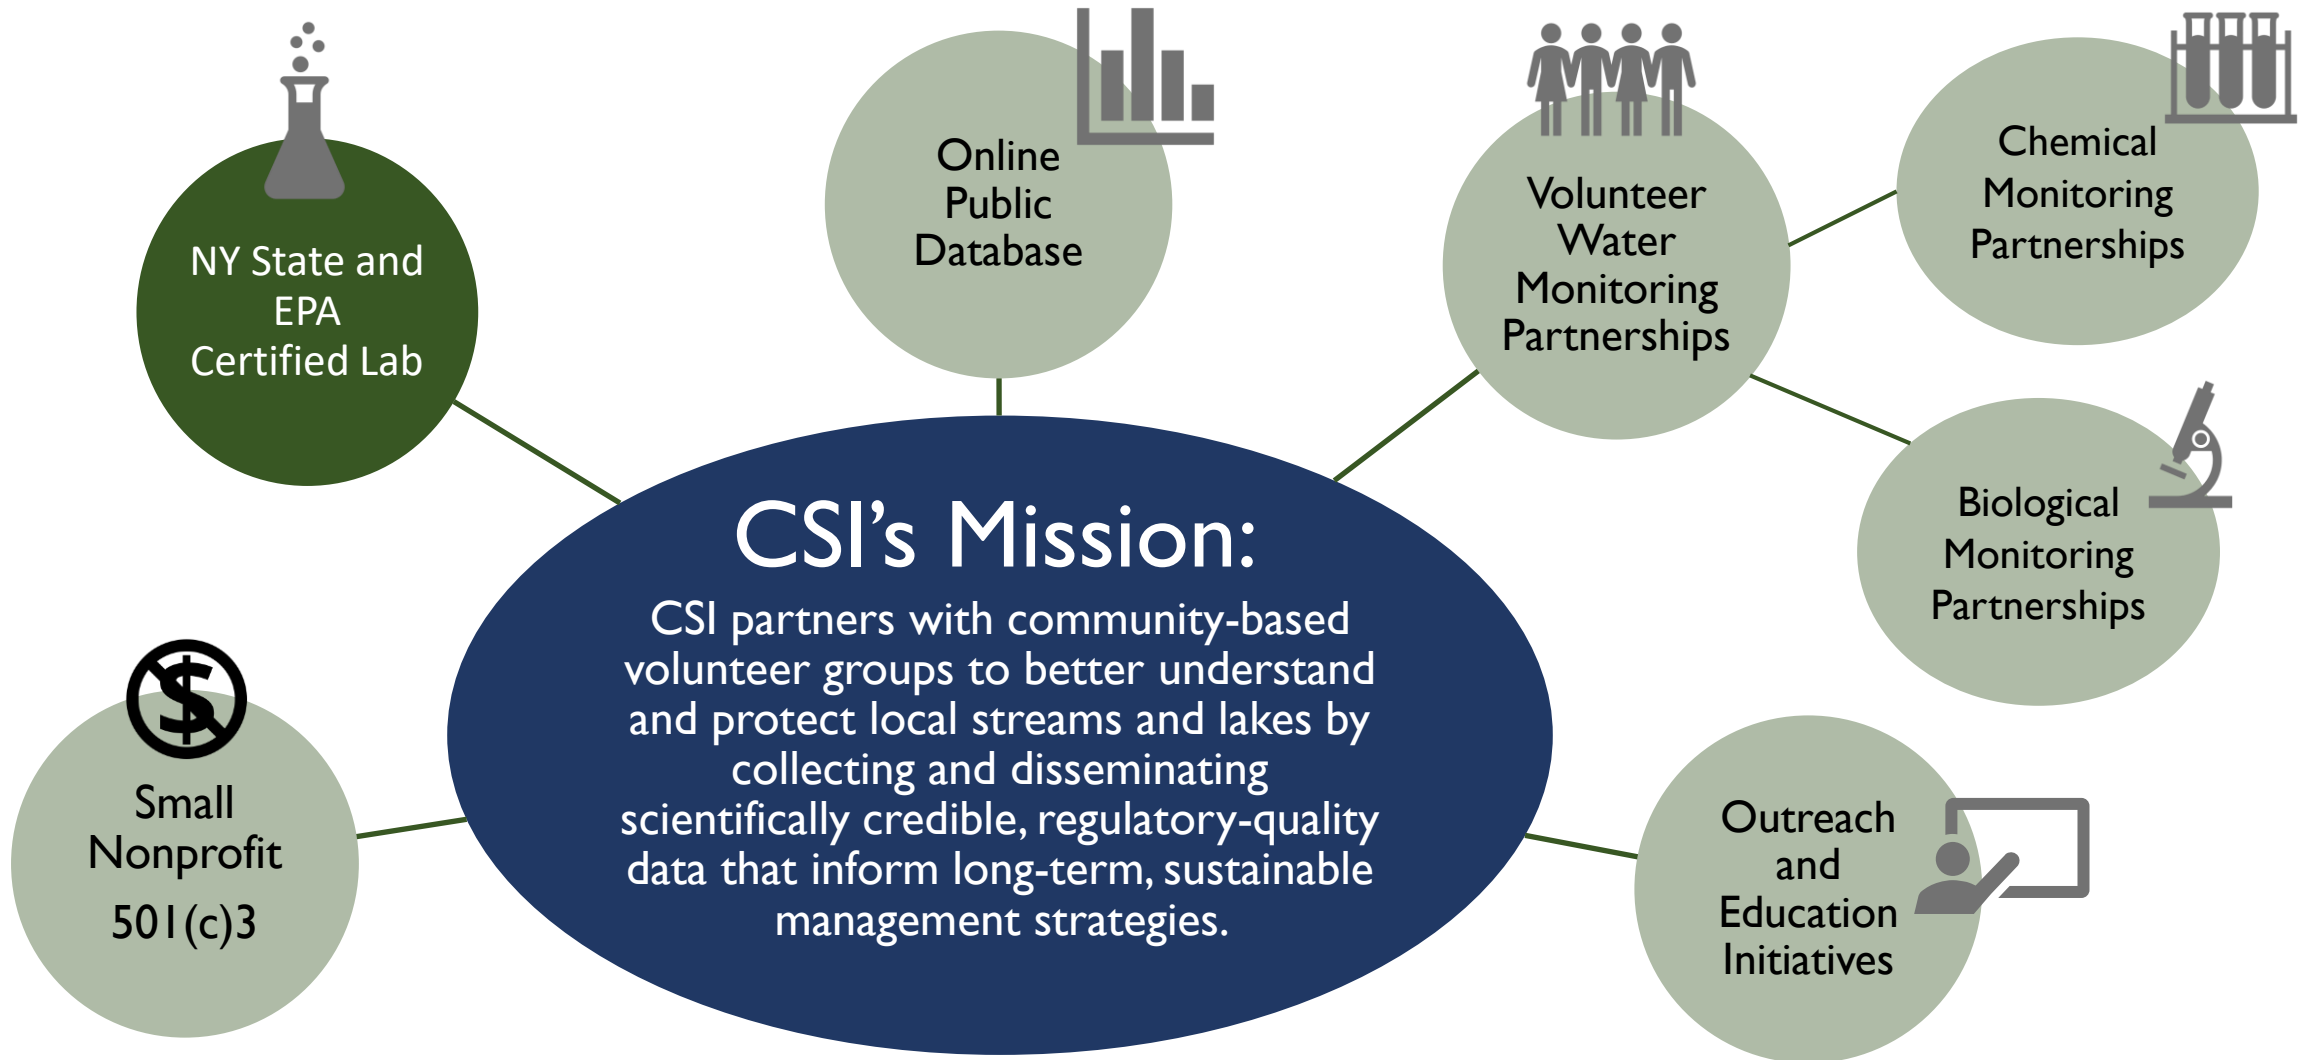 NY State and
EPA
Certified Lab
Online
Public
Database
Volunteer
Water
Monitoring
Partnerships
Chemical
Monitoring
Partnerships
Biological
Monitoring
Partnerships
CSI's Mission:
CSI partners with community-based
volunteer groups to better understand
and protect local streams and lakes by
collecting and disseminating
scientifically credible, regulatory-quality
data that inform long-term, sustainable
management strategies.
Small
Nonprofit
501(c)3
Outreach
and
Education
Initiatives